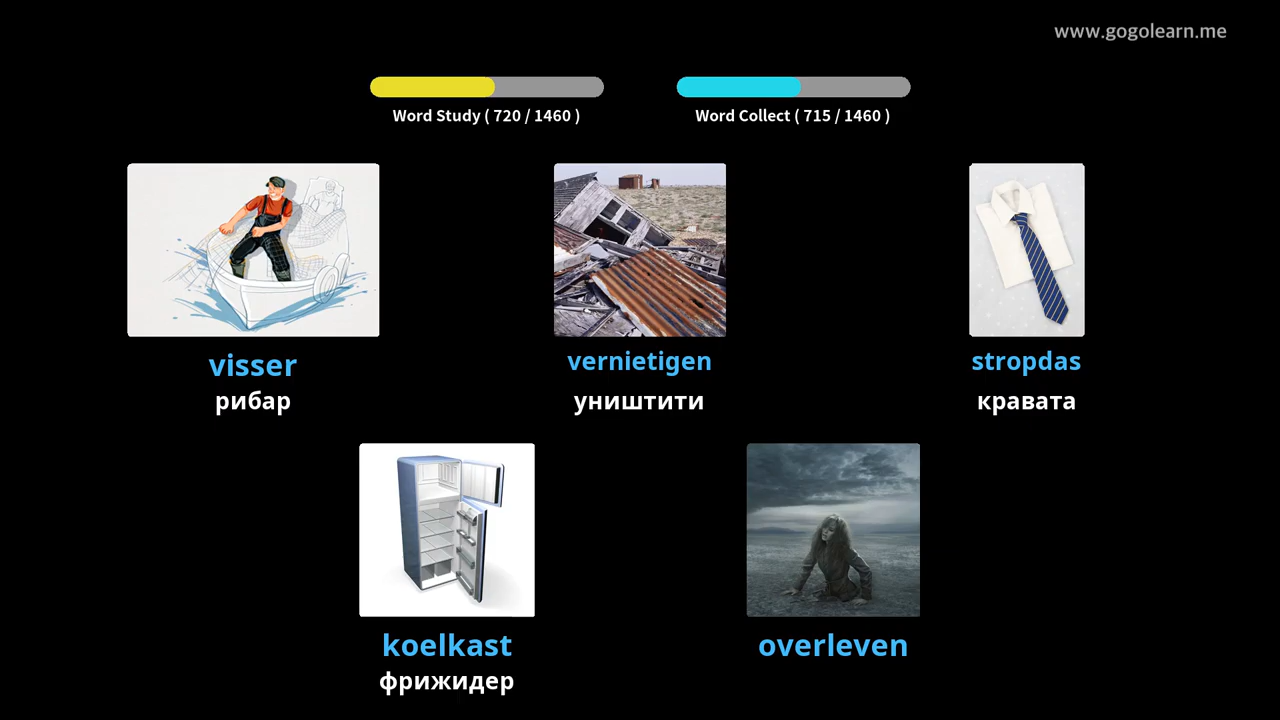 www.gogolearn.me
Word Study ( 720 / 1460 )
Word Collect ( 715 / 1460 )
visser
рибар
vernietigen
уништити
stropdas
кравата
koelkast
фрижидер
overleven